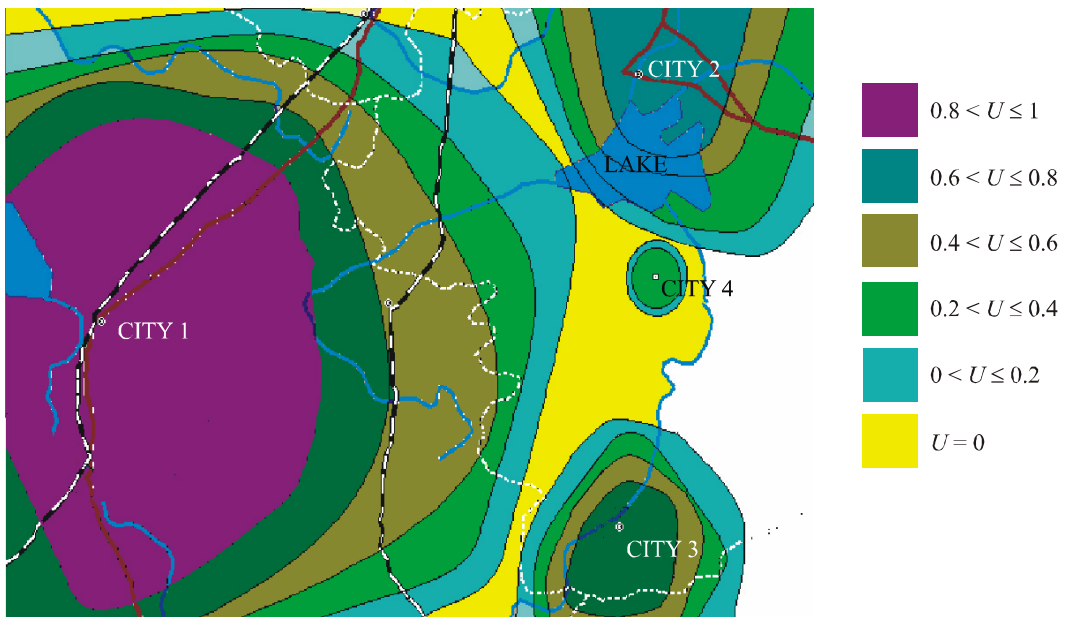 CITY 2
LAKE
CITY 4
CITY 1
CITY 3
0.8 < U ≤ 1
0.6 < U ≤ 0.8
0.4 < U ≤ 0.6
0.2 < U ≤ 0.4
0 < U ≤ 0.2
U = 0